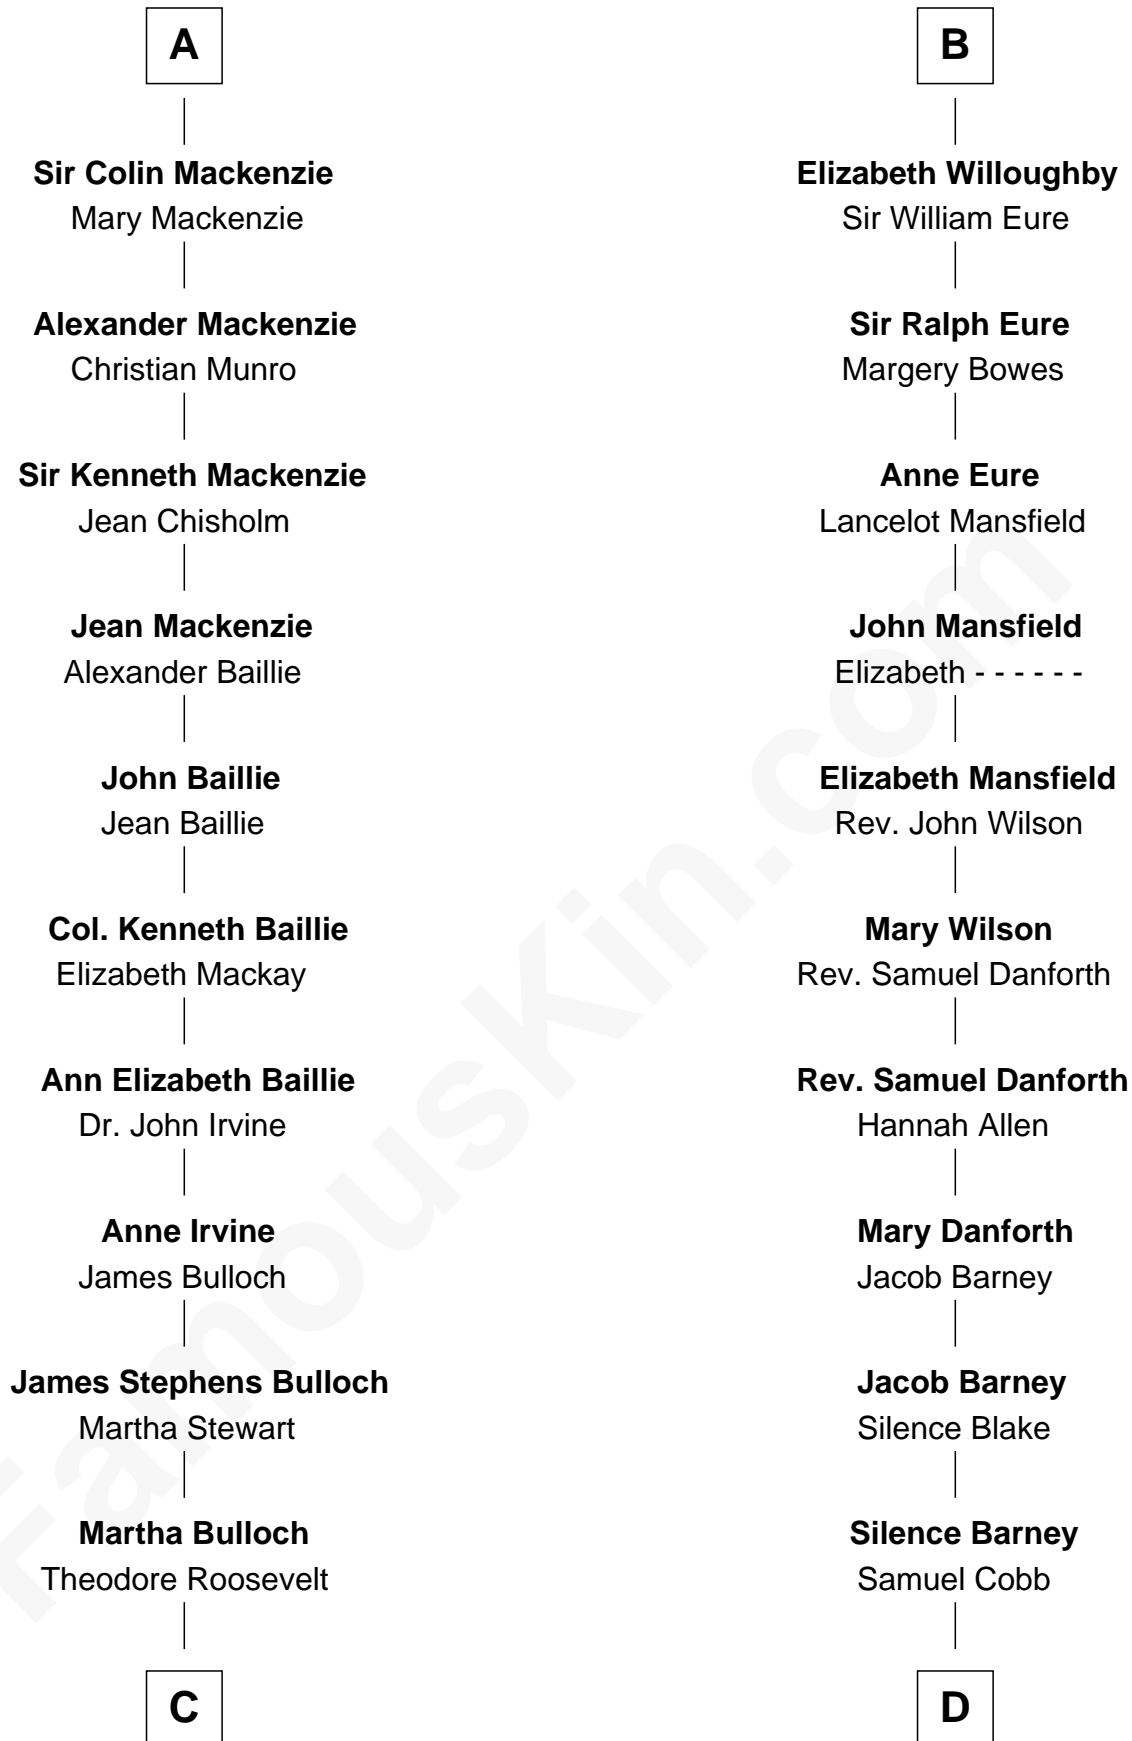 A
Sir Colin Mackenzie
Mary Mackenzie
Alexander Mackenzie
Christian Munro
Sir Kenneth Mackenzie
Jean Chisholm
Jean Mackenzie
Alexander Baillie
John Baillie
Jean Baillie
Col. Kenneth Baillie
Elizabeth Mackay
Ann Elizabeth Baillie
Dr. John Irvine
Anne Irvine
James Bulloch
James Stephens Bulloch
Martha Stewart
Martha Bulloch
Theodore Roosevelt
C
B
Elizabeth Willoughby
Sir William Eure
Sir Ralph Eure
Margery Bowes
Anne Eure
Lancelot Mansfield
John Mansfield
Elizabeth - - - - - -
Elizabeth Mansfield
Rev. John Wilson
Mary Wilson
Rev. Samuel Danforth
Rev. Samuel Danforth
Hannah Allen
Mary Danforth
Jacob Barney
Jacob Barney
Silence Blake
Silence Barney
Samuel Cobb
D
FamousKin.com